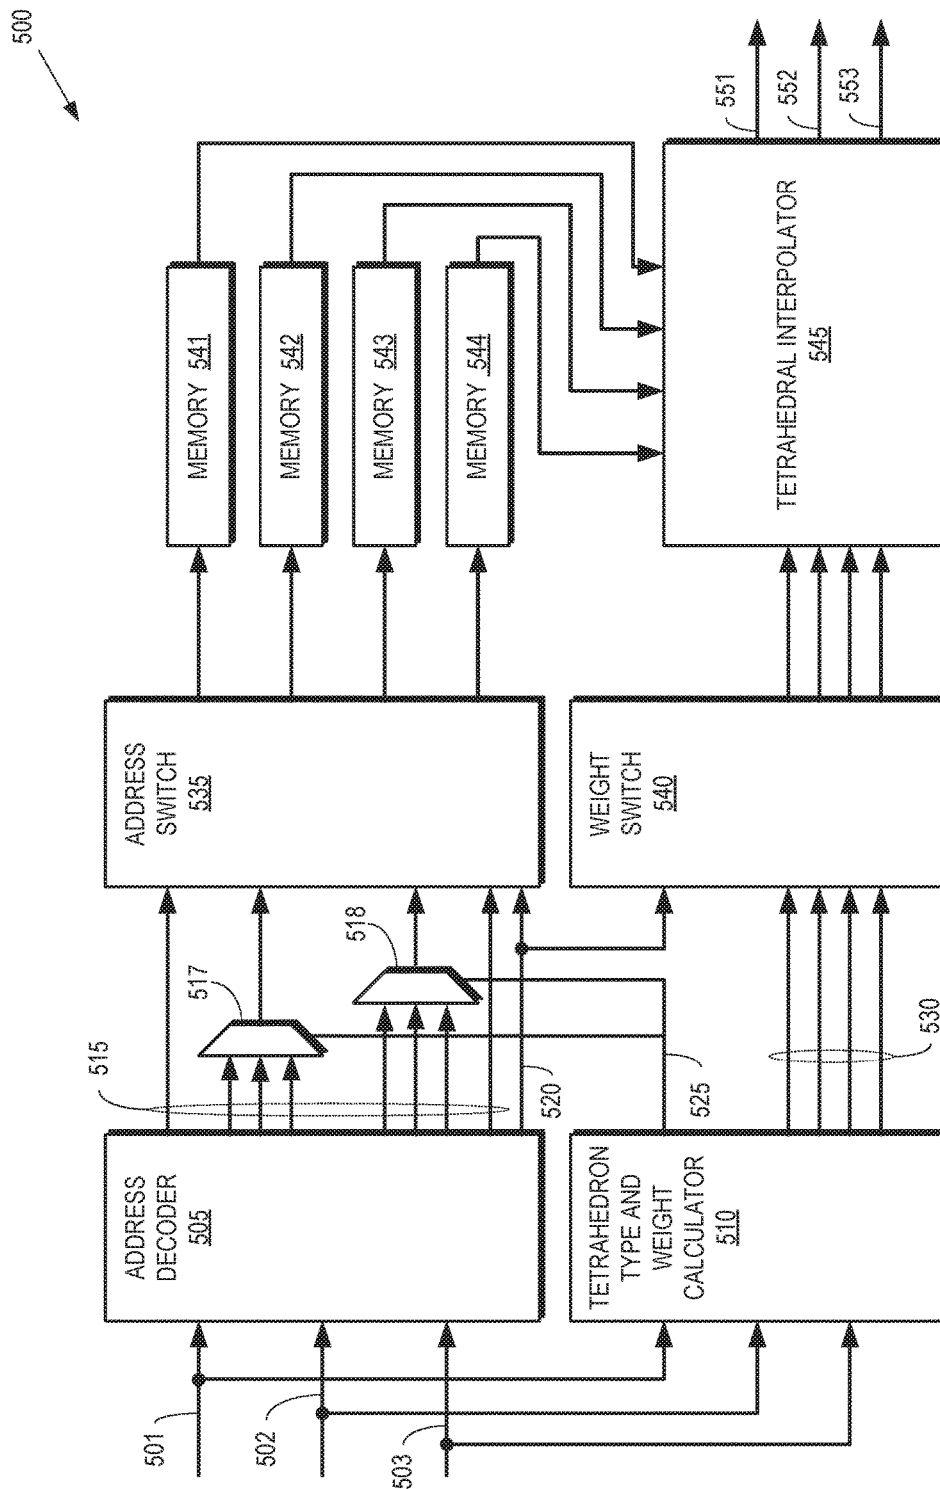 500
501
502
503
ADDRESS
DECODER
505
TETRAHEDRON
TYPE AND
WEIGHT
CALCULATOR
510
515
517
518
520
525
530
ADDRESS
SWITCH
535
WEIGHT
SWITCH
540
MEMORY 541
MEMORY 542
MEMORY 543
MEMORY 544
TETRAHEDRAL INTERPOLATOR
545
551
552
553